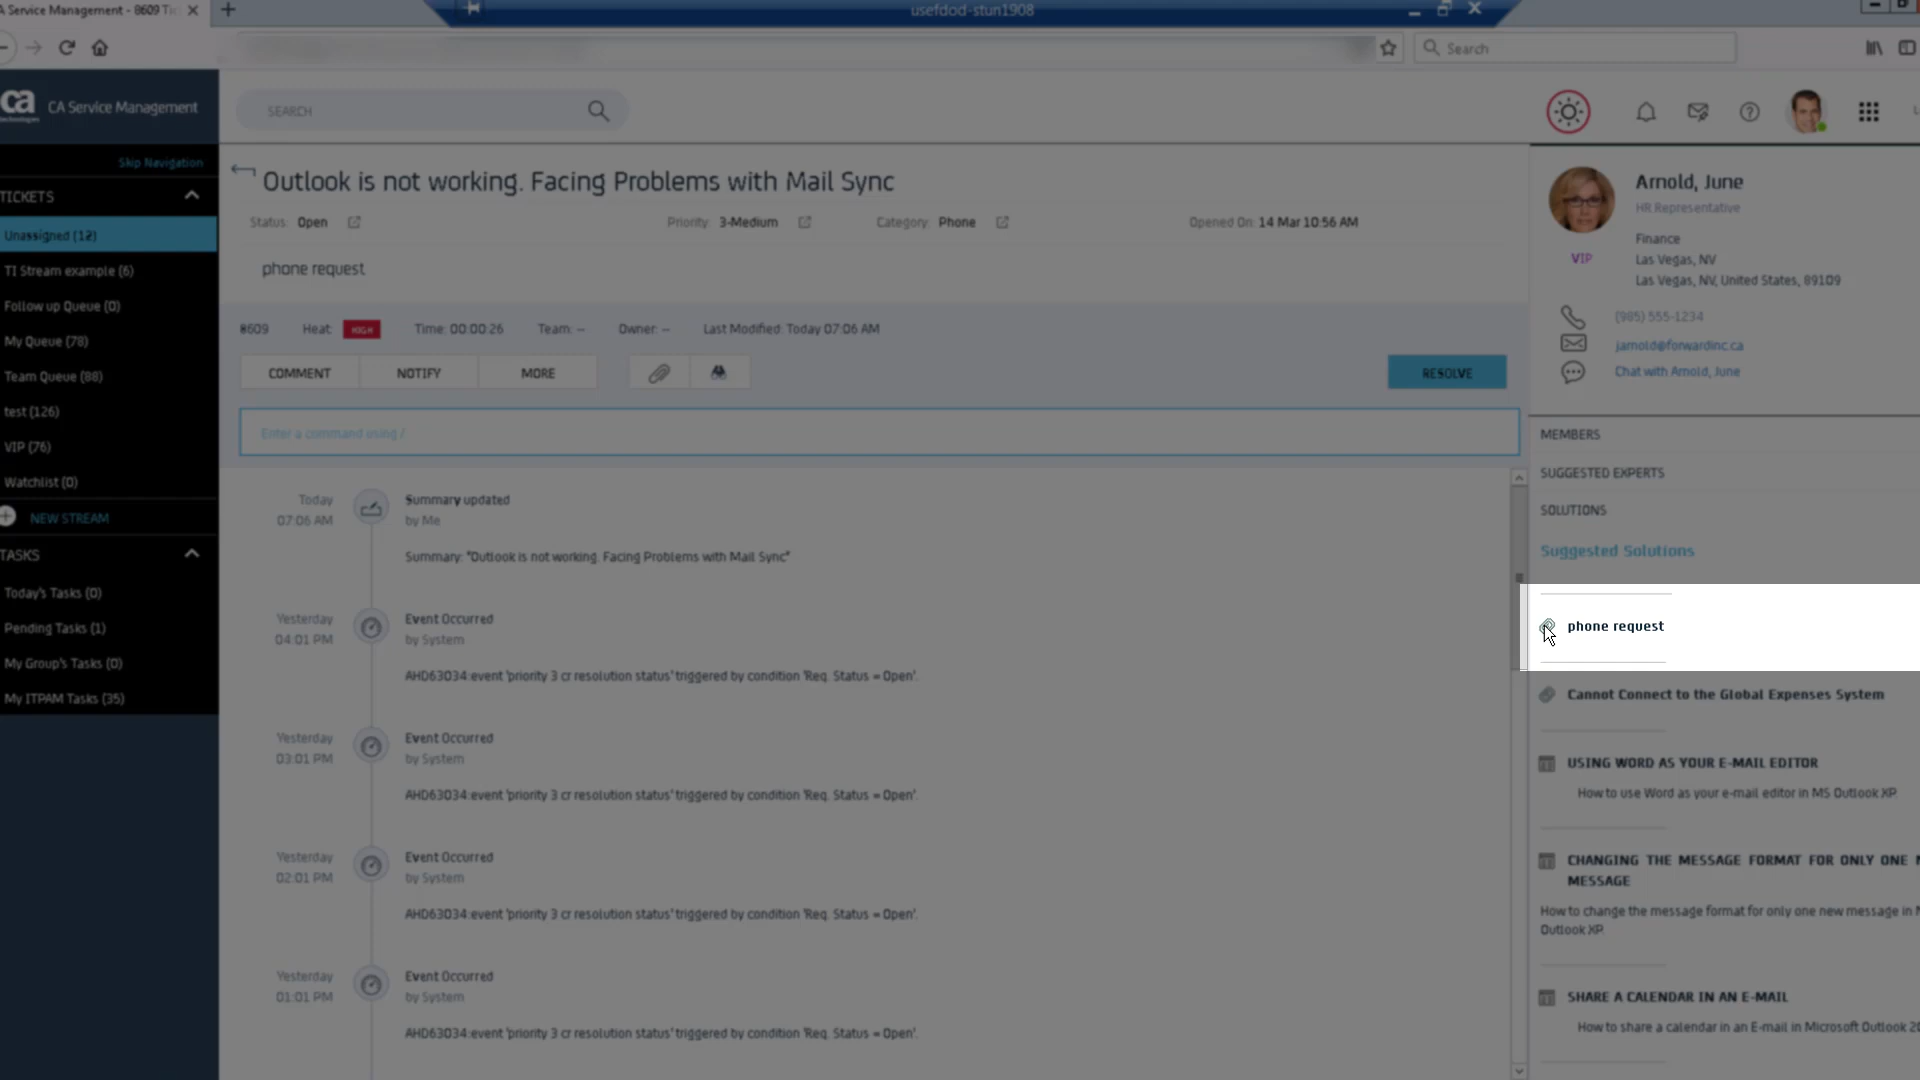 A Service Management - 8609 Tic
usefdod-stun1908
Search
ca
technologies
CA Service Management
SEARCH
Skip Navigation
TICKETS
Unassigned (12)
TI Stream example (6)
Follow up Queue (0)
My Queue (78)
Team Queue (88)
test (126)
VIP (76)
Watchlist (0)
NEW STREAM
TASKS
Today's Tasks (0)
Pending Tasks (1)
My Group's Tasks (0)
My ITPAM Tasks (35)
Outlook is not working. Facing Problems with Mail Sync
Status: Open
Priority: 3-Medium
Category: Phone
Opened On: 14 Mar 10:56 AM
phone request
8609
Heat: HIGH
Time: 00:00:26
Team: --
Owner: --
Last Modified: Today 07:06 AM
COMMENT
NOTIFY
MORE
RESOLVE
Enter a command using /
Today
07:06 AM
Summary updated
by Me
Summary: "Outlook is not working. Facing Problems with Mail Sync"
Yesterday
04:01 PM
Event Occurred
by System
AHD63034:event 'priority 3 cr resolution status' triggered by condition 'Req. Status = Open'.
Yesterday
03:01 PM
Event Occurred
by System
AHD63034:event 'priority 3 cr resolution status' triggered by condition 'Req. Status = Open'.
Yesterday
02:01 PM
Event Occurred
by System
AHD63034:event 'priority 3 cr resolution status' triggered by condition 'Req. Status = Open'.
Yesterday
01:01 PM
Event Occurred
by System
AHD63034:event 'priority 3 cr resolution status' triggered by condition 'Req. Status = Open'.
Arnold, June
HR Representative
VIP
Finance
Las Vegas, NV
Las Vegas, NV, United States, 89109
(985) 555-1234
jarnold@forwardinc.ca
Chat with Arnold, June
MEMBERS
SUGGESTED EXPERTS
SOLUTIONS
Suggested Solutions
phone request
Cannot Connect to the Global Expenses System
USING WORD AS YOUR E-MAIL EDITOR
How to use Word as your e-mail editor in MS Outlook XP.
CHANGING THE MESSAGE FORMAT FOR ONLY ONE
MESSAGE
How to change the message format for only one new message in
Outlook XP.
SHARE A CALENDAR IN AN E-MAIL
How to share a calendar in an E-mail in Microsoft Outlook